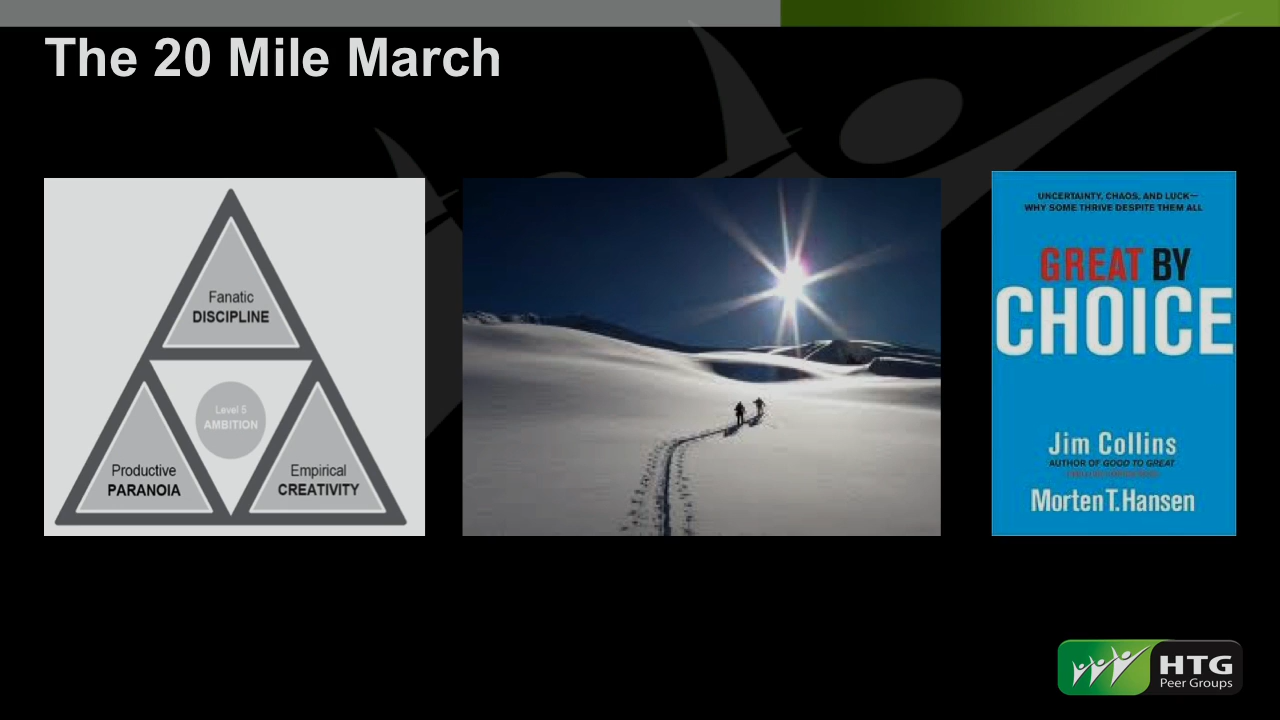 The 20 Mile March
Fanatic
DISCIPLINE
Level 5
AMBITION
Productive
PARANOIA
Empirical
CREATIVITY
UNCERTAINTY, CHAOS, AND LUCK—
WHY SOME THRIVE DESPITE THEM ALL
GREAT BY
CHOICE
Jim Collins
AUTHOR OF GOOD TO GREAT
Morten T. Hansen
HTG
Peer Groups